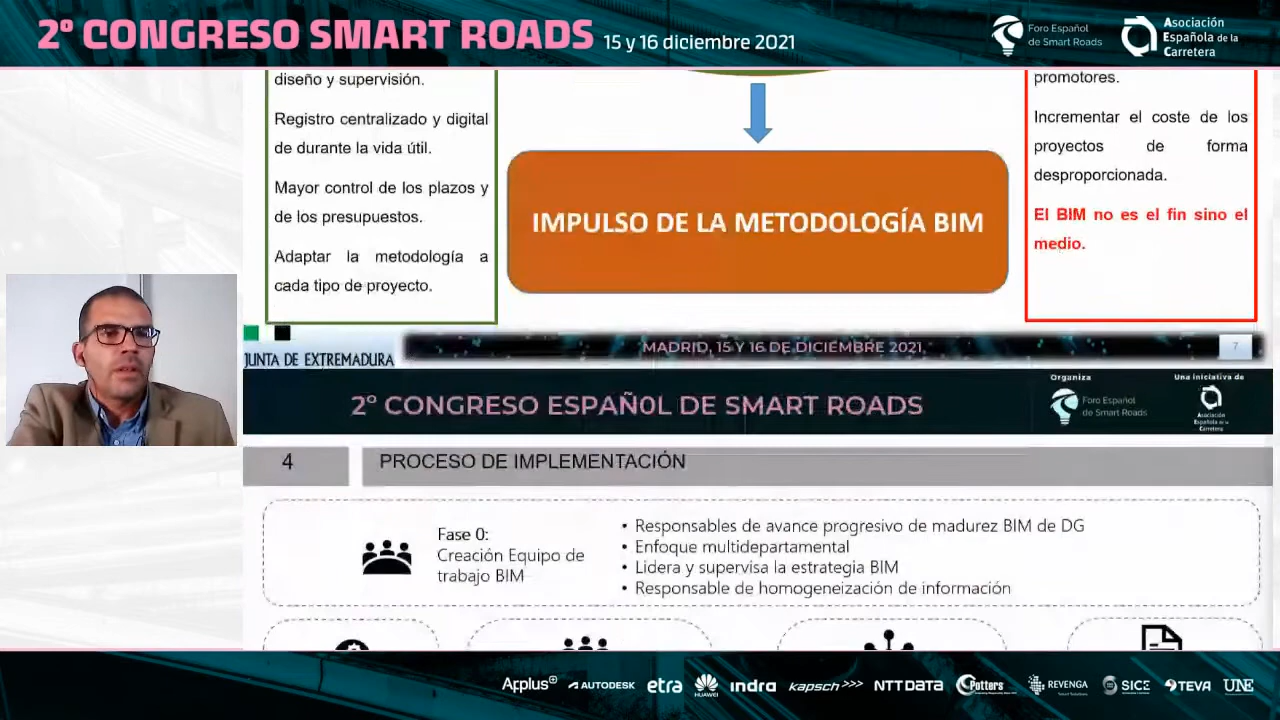 2º CONGRESO SMART ROADS 15 y 16 diciembre 2021
Foro Español
de Smart Roads
Asociación
Española de la
Carretera
diseño y supervisión.
Registro centralizado y digital
de durante la vida útil.
Mayor control de los plazos y
de los presupuestos.
Adaptar la metodología a
cada tipo de proyecto.
IMPULSO DE LA METODOLOGÍA BIM
promotores.
Incrementar el coste de los
proyectos de forma
desproporcionada.
El BIM no es el fin sino el
medio.
JUNTA DE EXTREMADURA
MADRID, 15 Y 16 DE DICIEMBRE 2021
7
2º CONGRESO ESPAÑ0L DE SMART ROADS
Organiza
Foro Español
de Smart Roads
Una iniciativa de
Asociación
Española de la
Carretera
4 PROCESO DE IMPLEMENTACIÓN
Fase 0:
Creación Equipo de
trabajo BIM
• Responsables de avance progresivo de madurez BIM de DG
• Enfoque multidepartamental
• Lidera y supervisa la estrategia BIM
• Responsable de homogeneización de información
Applus+ AUTODESK etra HUAWEI indra kapsch>>> NTT DATA Potters REVENGA SICE TEVA UNE